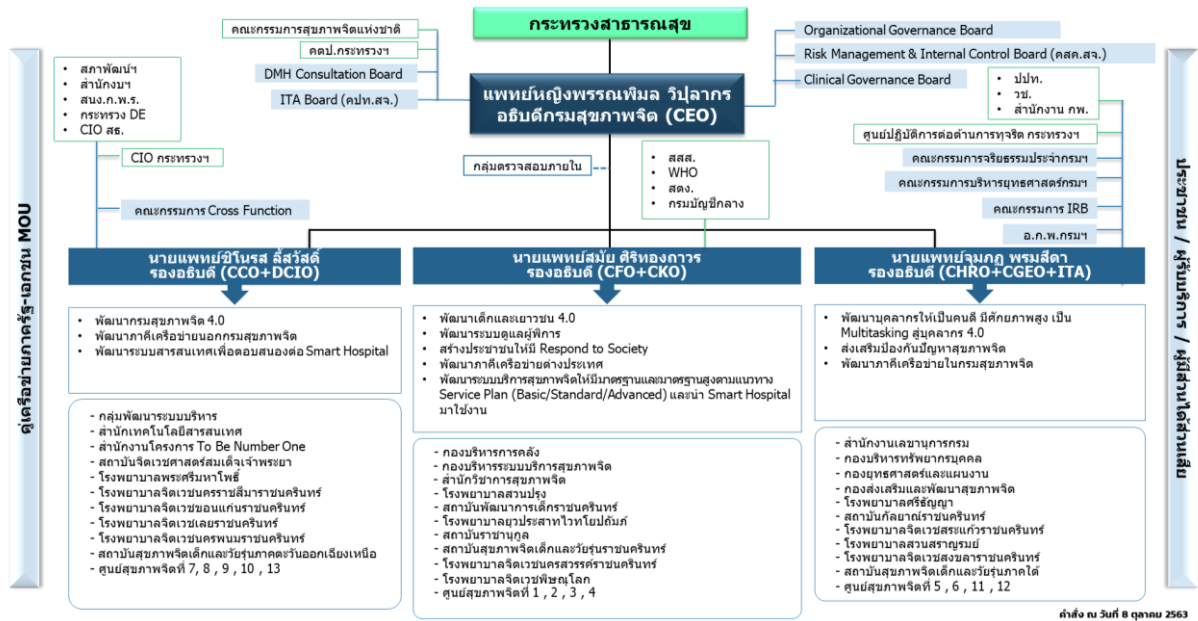 กระทรวงสาธารณสุข
คณะกรรมการสุขภาพจิตแห่งชาติ
คตป.กระทรวงฯ
DMH Consultation Board
ITA Board (คปท.สจ.)
Organizational Governance Board
Risk Management & Internal Control Board (คสค.สจ.)
Clinical Governance Board
แพทย์หญิงพรรณพิมล วิปุลากร
อธิบดีกรมสุขภาพจิต (CEO)
• สภาพัฒน์ฯ
• สำนักงบฯ
• สนง.ก.พ.ร.
• กระทรวง DE
• CIO สธ.
CIO กระทรวงฯ
คณะกรรมการ Cross Function
กลุ่มตรวจสอบภายใน
• สสส.
• WHO
• สตง.
• กรมบัญชีกลาง
• ปปท.
• วช.
• สำนักงาน กพ.
ศูนย์ปฏิบัติการต่อต้านการทุจริต กระทรวงฯ
คณะกรรมการจริยธรรมประจำกรมฯ
คณะกรรมการบริหารยุทธศาสตร์กรมฯ
คณะกรรมการ IRB
อ.ก.พ.กรมฯ
คู่เครือข่ายภาครัฐ-เอกชน MOU
ประชาชน / ผู้รับบริการ / ผู้มีส่วนได้ส่วนเสีย
นายแพทย์ชิโนรส ลี้สวัสดิ์
รองอธิบดี (CCO+DCIO)
• พัฒนากรมสุขภาพจิต 4.0
• พัฒนาภาคีเครือข่ายนอกกรมสุขภาพจิต
• พัฒนาระบบสารสนเทศเพื่อตอบสนองต่อ Smart Hospital
- กลุ่มพัฒนาระบบบริหาร
- สำนักเทคโนโลยีสารสนเทศ
- สำนักงานโครงการ To Be Number One
- สถาบันจิตเวชศาสตร์สมเด็จเจ้าพระยา
- โรงพยาบาลพระศรีมหาโพธิ์
- โรงพยาบาลจิตเวชนครราชสีมาราชนครินทร์
- โรงพยาบาลจิตเวชขอนแก่นราชนครินทร์
- โรงพยาบาลจิตเวชเลยราชนครินทร์
- โรงพยาบาลจิตเวชนครพนมราชนครินทร์
- สถาบันสุขภาพจิตเด็กและวัยรุ่นภาคตะวันออกเฉียงเหนือ
- ศูนย์สุขภาพจิตที่ 7, 8 , 9 , 10 , 13
นายแพทย์สมัย ศิริทองถาวร
รองอธิบดี (CFO+CKO)
• พัฒนาเด็กและเยาวชน 4.0
• พัฒนาระบบดูแลผู้พิการ
• สร้างประชาชนให้มี Respond to Society
• พัฒนาภาคีเครือข่ายต่างประเทศ
• พัฒนาระบบบริการสุขภาพจิตให้มีมาตรฐานและมาตรฐานสูงตามแนวทาง
Service Plan (Basic/Standard/Advanced) และนำ Smart Hospital
มาใช้งาน
- กองบริหารการคลัง
- กองบริหารระบบบริการสุขภาพจิต
- สำนักวิชาการสุขภาพจิต
- โรงพยาบาลสวนปรุง
- สถาบันพัฒนาการเด็กราชนครินทร์
- โรงพยาบาลยุวประสาทไวทโยปถัมภ์
- สถาบันราชานุกูล
- สถาบันสุขภาพจิตเด็กและวัยรุ่นราชนครินทร์
- โรงพยาบาลจิตเวชนครสวรรค์ราชนครินทร์
- โรงพยาบาลจิตเวชพิษณุโลก
- ศูนย์สุขภาพจิตที่ 1 , 2 , 3 , 4
นายแพทย์จุมภฏ พรมสีดา
รองอธิบดี (CHRO+CGEO+ITA)
• พัฒนาบุคลากรให้เป็นคนดี มีศักยภาพสูง เป็น
Multitasking สู่บุคลากร 4.0
• ส่งเสริมป้องกันปัญหาสุขภาพจิต
• พัฒนาภาคีเครือข่ายในกรมสุขภาพจิต
- สำนักงานเลขานุการกรม
- กองบริหารทรัพยากรบุคคล
- กองยุทธศาสตร์และแผนงาน
- กองส่งเสริมและพัฒนาสุขภาพจิต
- โรงพยาบาลศรีธัญญา
- สถาบันกัลยาณ์ราชนครินทร์
- โรงพยาบาลจิตเวชสระแก้วราชนครินทร์
- โรงพยาบาลสวนสราญรมย์
- โรงพยาบาลจิตเวชสงขลาราชนครินทร์
- สถาบันสุขภาพจิตเด็กและวัยรุ่นภาคใต้
- ศูนย์สุขภาพจิตที่ 5 , 6 , 11 , 12
คำสั่ง ณ วันที่ 8 ตุลาคม 2563